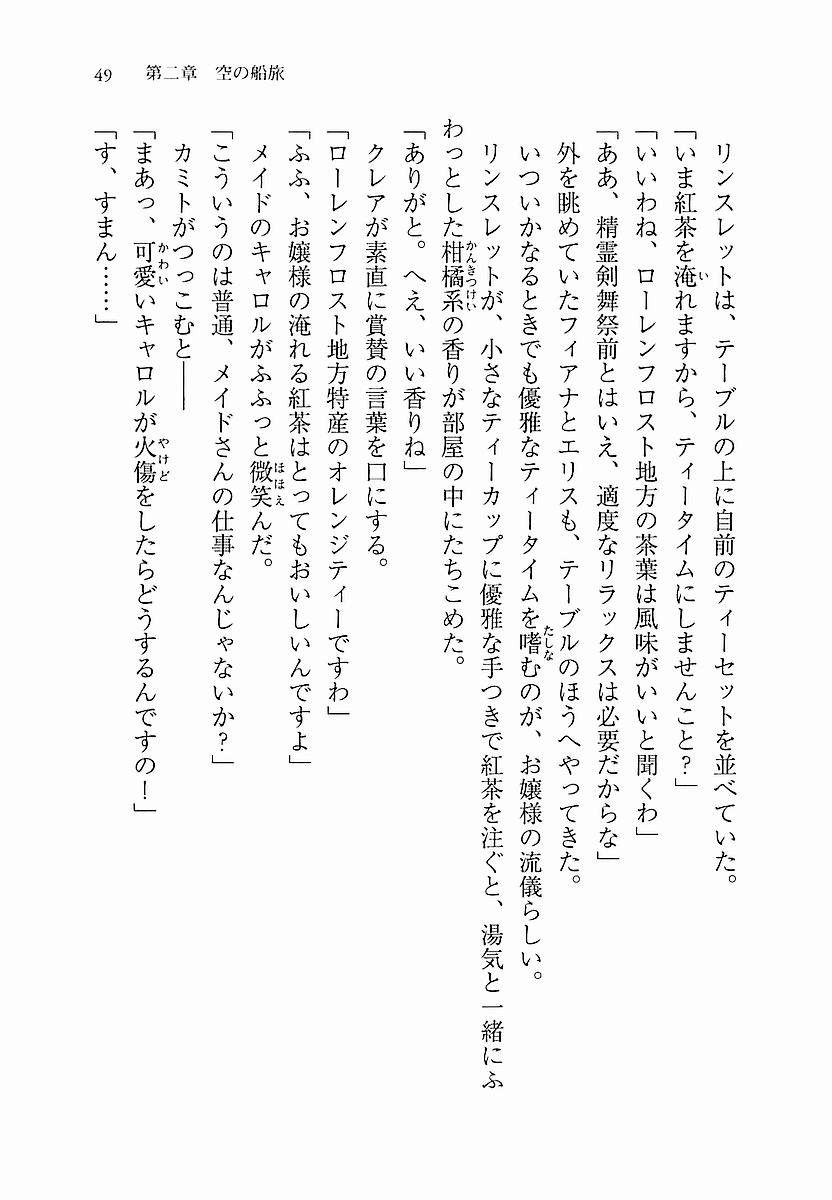 49　第二章　空の船旅
　リンスレットは、テーブルの上に自前のティーセットを並べていた。
「いま紅茶を淹れますから、ティータイムにしませんこと？」
「いいわね、ローレンフロスト地方の茶葉は風味がいいと聞くわ」
「ああ、精霊剣舞祭前とはいえ、適度なリラックスは必要だからな」
　外を眺めていたフィアナとエリスも、テーブルのほうへやってきた。
　いついかなるときでも優雅なティータイムを嗜むのが、お嬢様の流儀らしい。
　リンスレットが、小さなティーカップに優雅な手つきで紅茶を注ぐと、湯気と一緒にふ
わっとした柑橘系の香りが部屋の中にたちこめた。
「ありがと。へえ、いい香りね」
　クレアが素直に賞賛の言葉を口にする。
「ローレンフロスト地方特産のオレンジティーですわ」
「ふふ、お嬢様の淹れる紅茶はとってもおいしいんですよ」
　メイドのキャロルがふふっと微笑んだ。
「こういうのは普通、メイドさんの仕事なんじゃないか？」
　カミトがつっこむと――
「まあっ、可愛いキャロルが火傷をしたらどうするんですの！」
「す、すまん……」